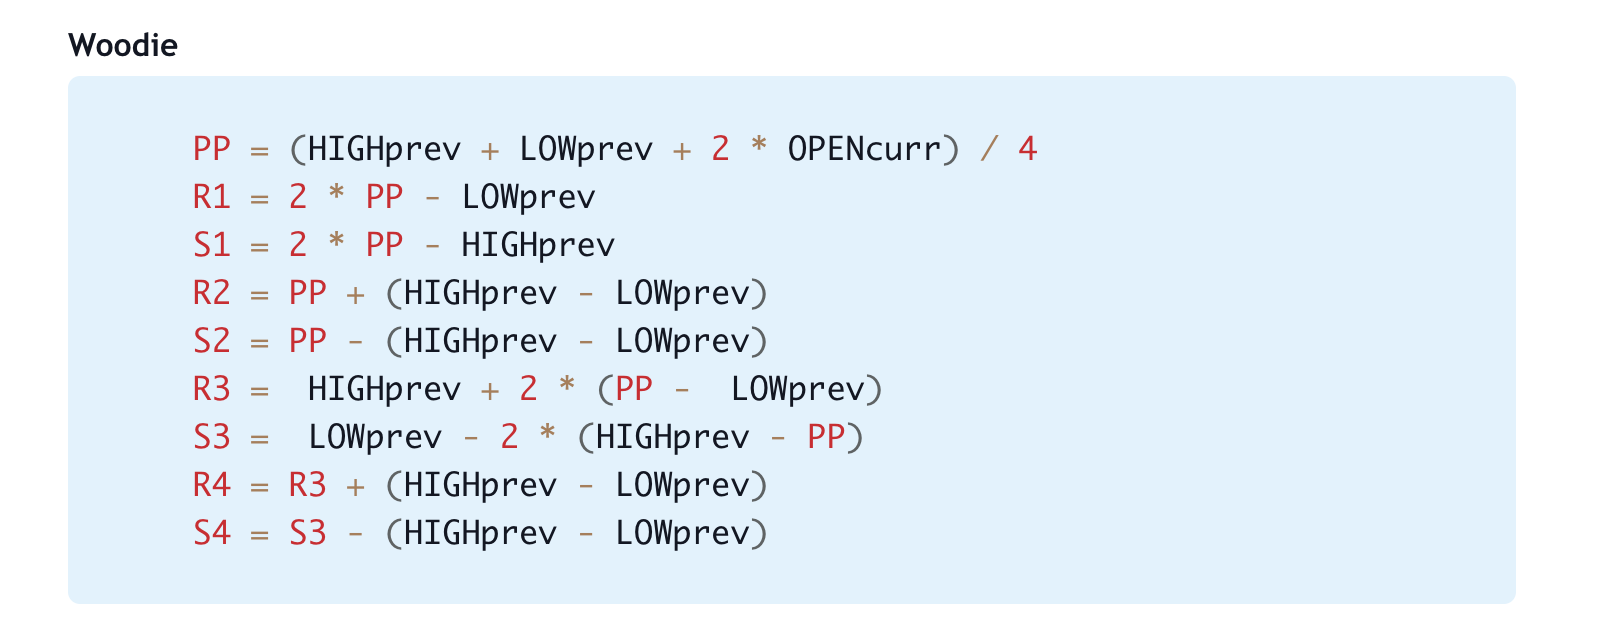 Woodie
PP = (HIGHprev + LOWprev + 2 * OPENcurr) / 4
R1 = 2 * PP - LOWprev
S1 = 2 * PP - HIGHprev
R2 = PP + (HIGHprev - LOWprev)
S2 = PP - (HIGHprev - LOWprev)
R3 =  HIGHprev + 2 * (PP -  LOWprev)
S3 =  LOWprev - 2 * (HIGHprev - PP)
R4 = R3 + (HIGHprev - LOWprev)
S4 = S3 - (HIGHprev - LOWprev)